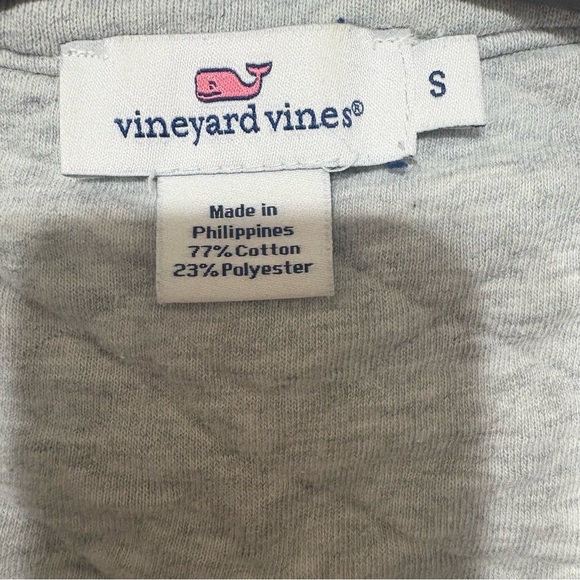 vineyard vines®
S
Made in
Philippines
77% Cotton
23% Polyester